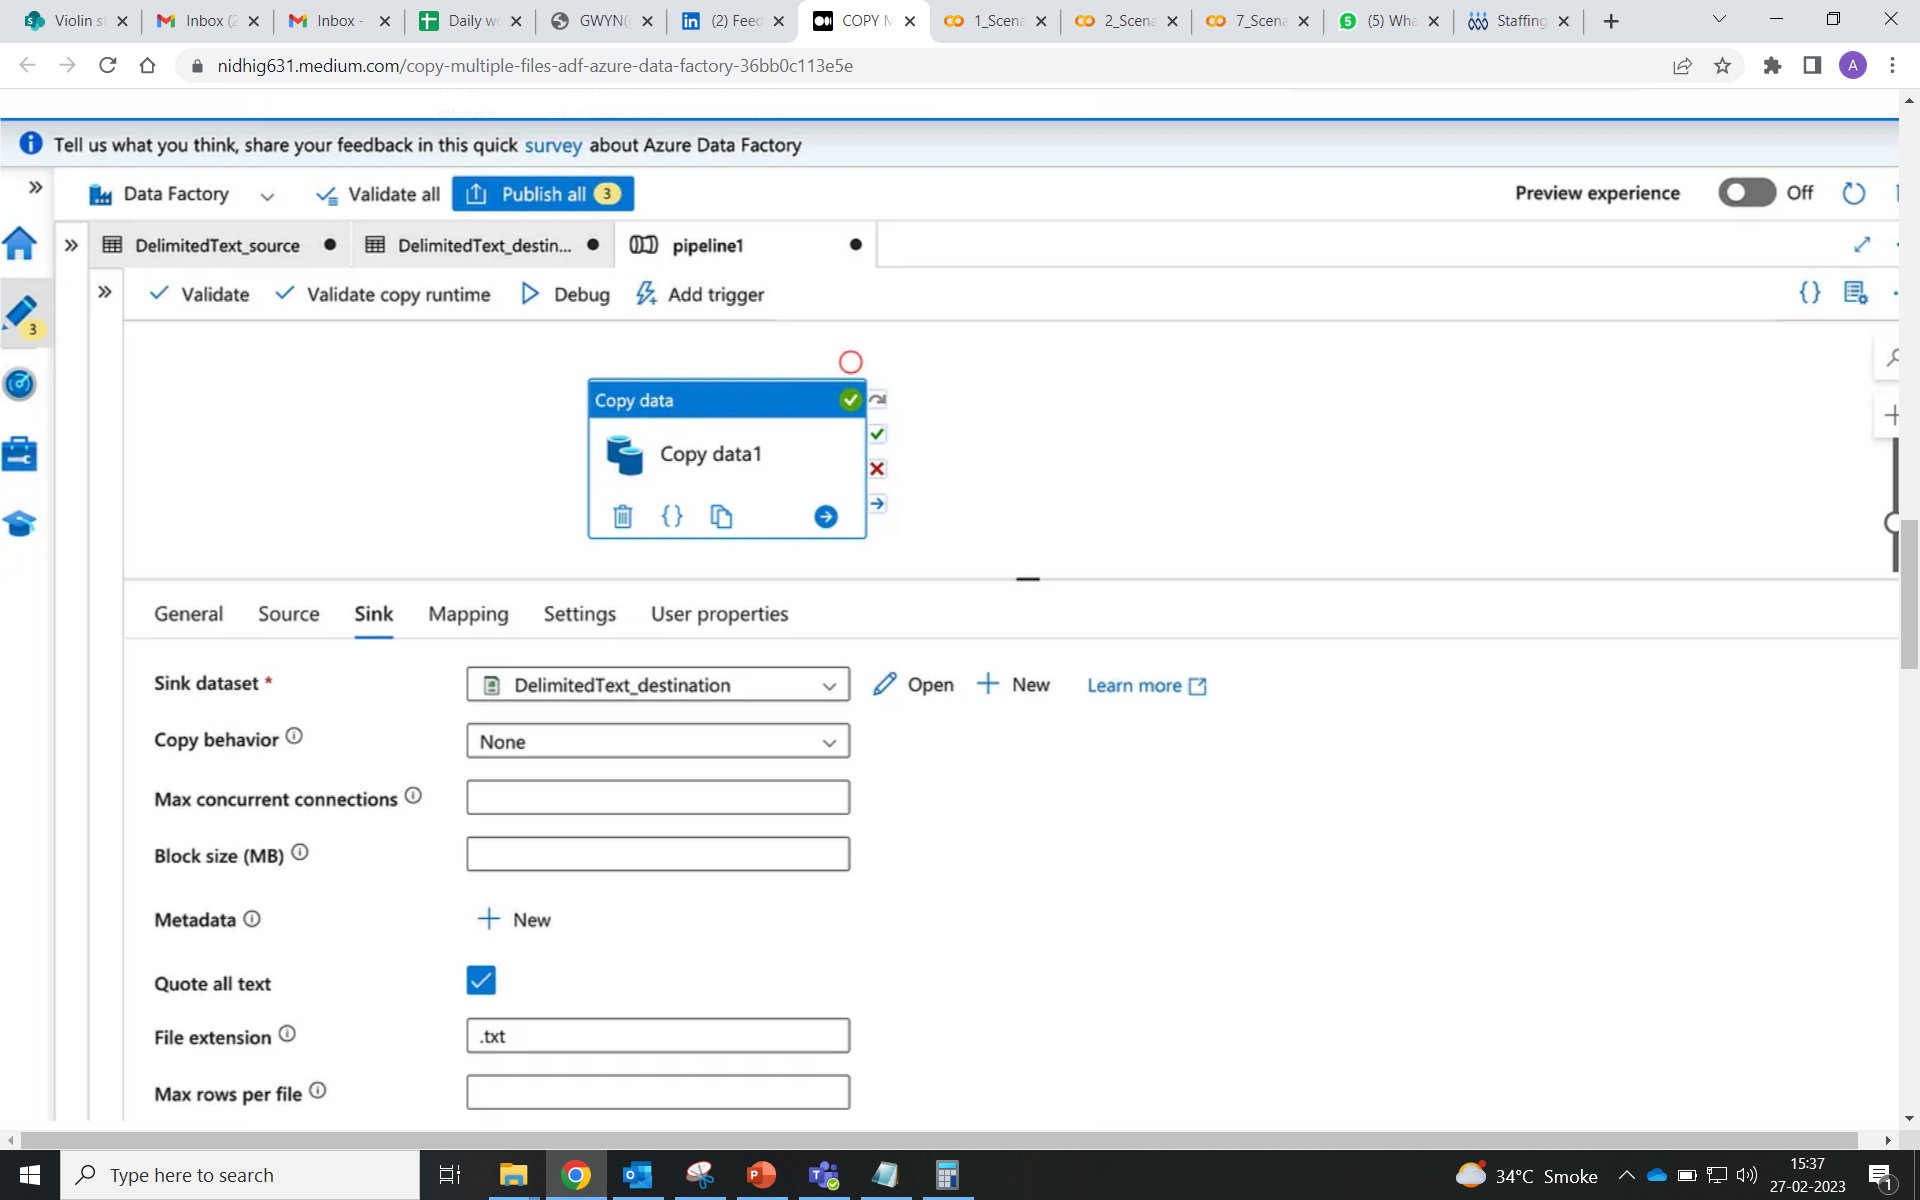 Violin s
Inbox (2
Inbox -
Daily w
GWYN(
(2) Feed
COPY M
1_Scena
2_Scena
7_Scena
(5) Wha
Staffing
nidhig631.medium.com/copy-multiple-files-adf-azure-data-factory-36bb0c113e5e
A
Tell us what you think, share your feedback in this quick survey about Azure Data Factory
Data Factory
Validate all
Publish all 3
Preview experience
Off
DelimitedText_source
DelimitedText_destin...
pipeline1
Validate
Validate copy runtime
Debug
Add trigger
3
Copy data
Copy data1
General
Source
Sink
Mapping
Settings
User properties
Sink dataset *
DelimitedText_destination
Open
New
Learn more
Copy behavior
None
Max concurrent connections
Block size (MB)
Metadata
New
Quote all text
File extension
.txt
Max rows per file
Type here to search
34°C Smoke
15:37
27-02-2023
1